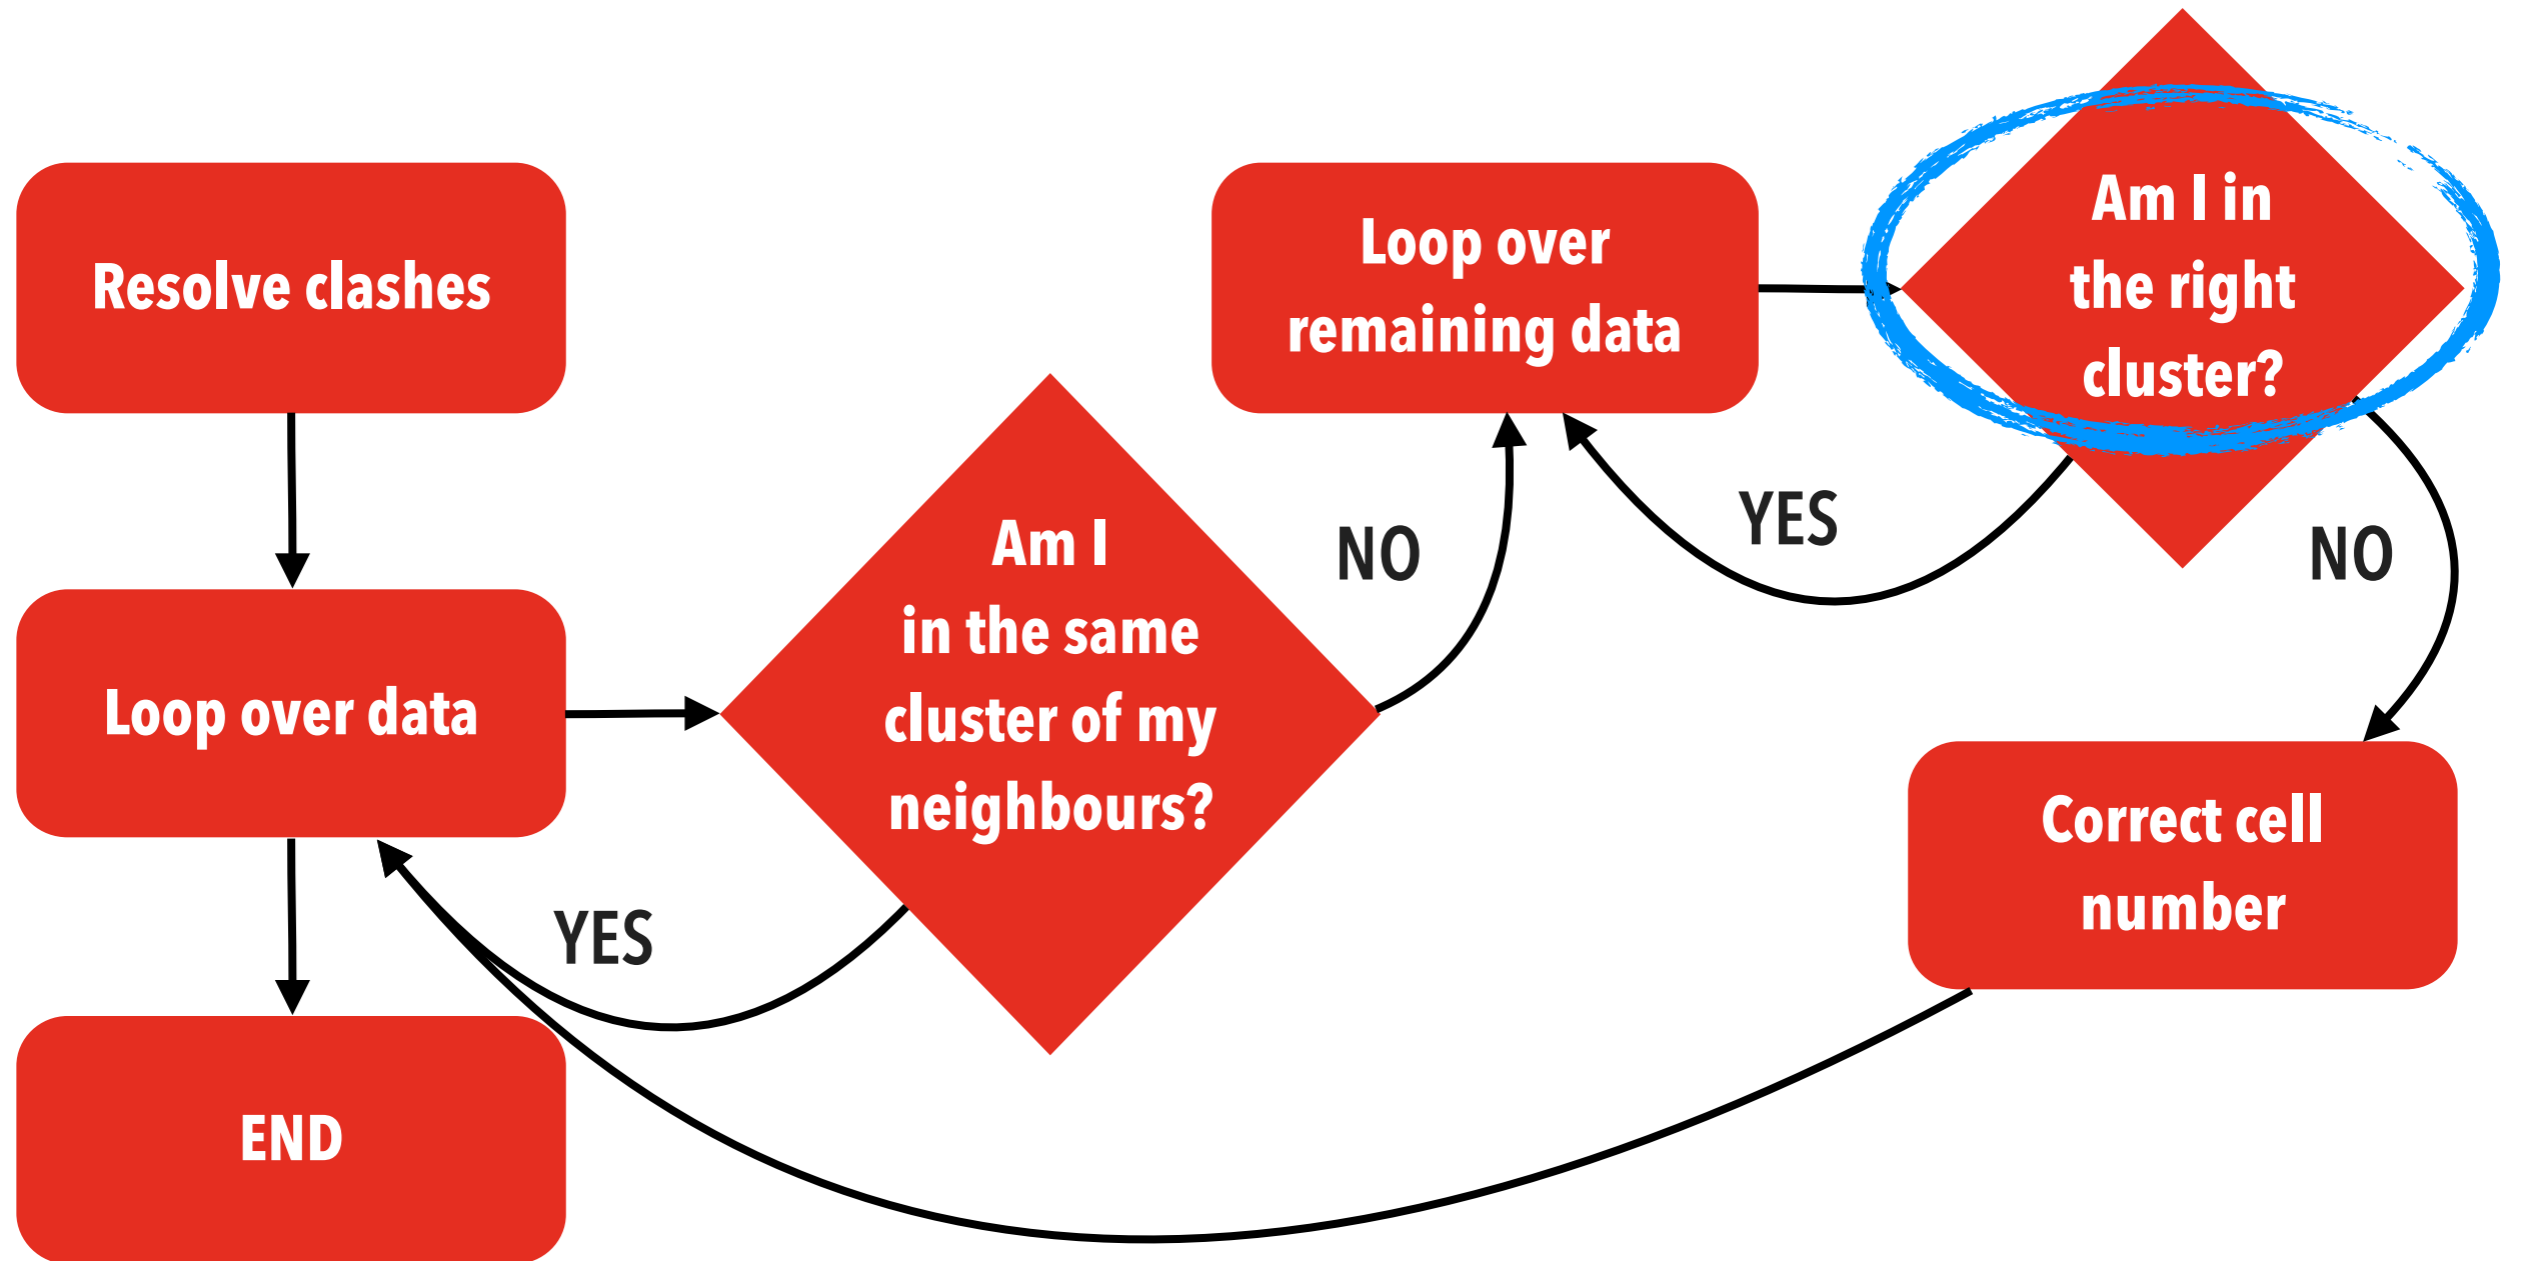 Resolve clashes
Loop over data
END
Am I
in the same
cluster of my
neighbours?
YES
NO
Loop over
remaining data
Am I in
the right
cluster?
YES
NO
Correct cell
number